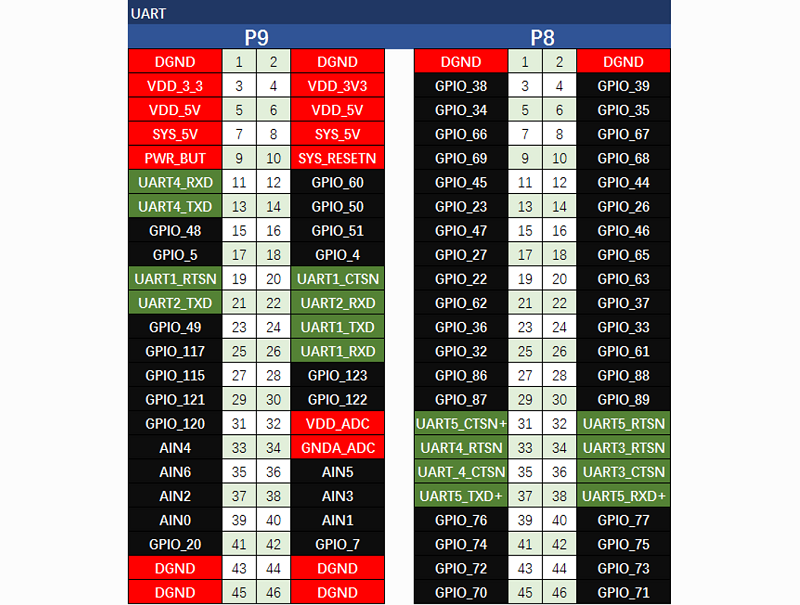 UART
P9 P8
DGND 1 2 DGND DGND 1 2 DGND
VDD_3_3 3 4 VDD_3V3 GPIO_38 3 4 GPIO_39
VDD_5V 5 6 VDD_5V GPIO_34 5 6 GPIO_35
SYS_5V 7 8 SYS_5V GPIO_66 7 8 GPIO_67
PWR_BUT 9 10 SYS_RESETN GPIO_69 9 10 GPIO_68
UART4_RXD 11 12 GPIO_60 GPIO_45 11 12 GPIO_44
UART4_TXD 13 14 GPIO_50 GPIO_23 13 14 GPIO_26
GPIO_48 15 16 GPIO_51 GPIO_47 15 16 GPIO_46
GPIO_5 17 18 GPIO_4 GPIO_27 17 18 GPIO_65
UART1_RTSN 19 20 UART1_CTSN GPIO_22 19 20 GPIO_63
UART2_TXD 21 22 UART2_RXD GPIO_62 21 22 GPIO_37
GPIO_49 23 24 UART1_TXD GPIO_36 23 24 GPIO_33
GPIO_117 25 26 UART1_RXD GPIO_32 25 26 GPIO_61
GPIO_115 27 28 GPIO_123 GPIO_86 27 28 GPIO_88
GPIO_121 29 30 GPIO_122 GPIO_87 29 30 GPIO_89
GPIO_120 31 32 VDD_ADC UART5_CTSN+ 31 32 UART5_RTSN
AIN4 33 34 GNDA_ADC UART4_RTSN 33 34 UART3_RTSN
AIN6 35 36 AIN5 UART_4_CTSN 35 36 UART3_CTSN
AIN2 37 38 AIN3 UART5_TXD+ 37 38 UART5_RXD+
AIN0 39 40 AIN1 GPIO_76 39 40 GPIO_77
GPIO_20 41 42 GPIO_7 GPIO_74 41 42 GPIO_75
DGND 43 44 DGND GPIO_72 43 44 GPIO_73
DGND 45 46 DGND GPIO_70 45 46 GPIO_71